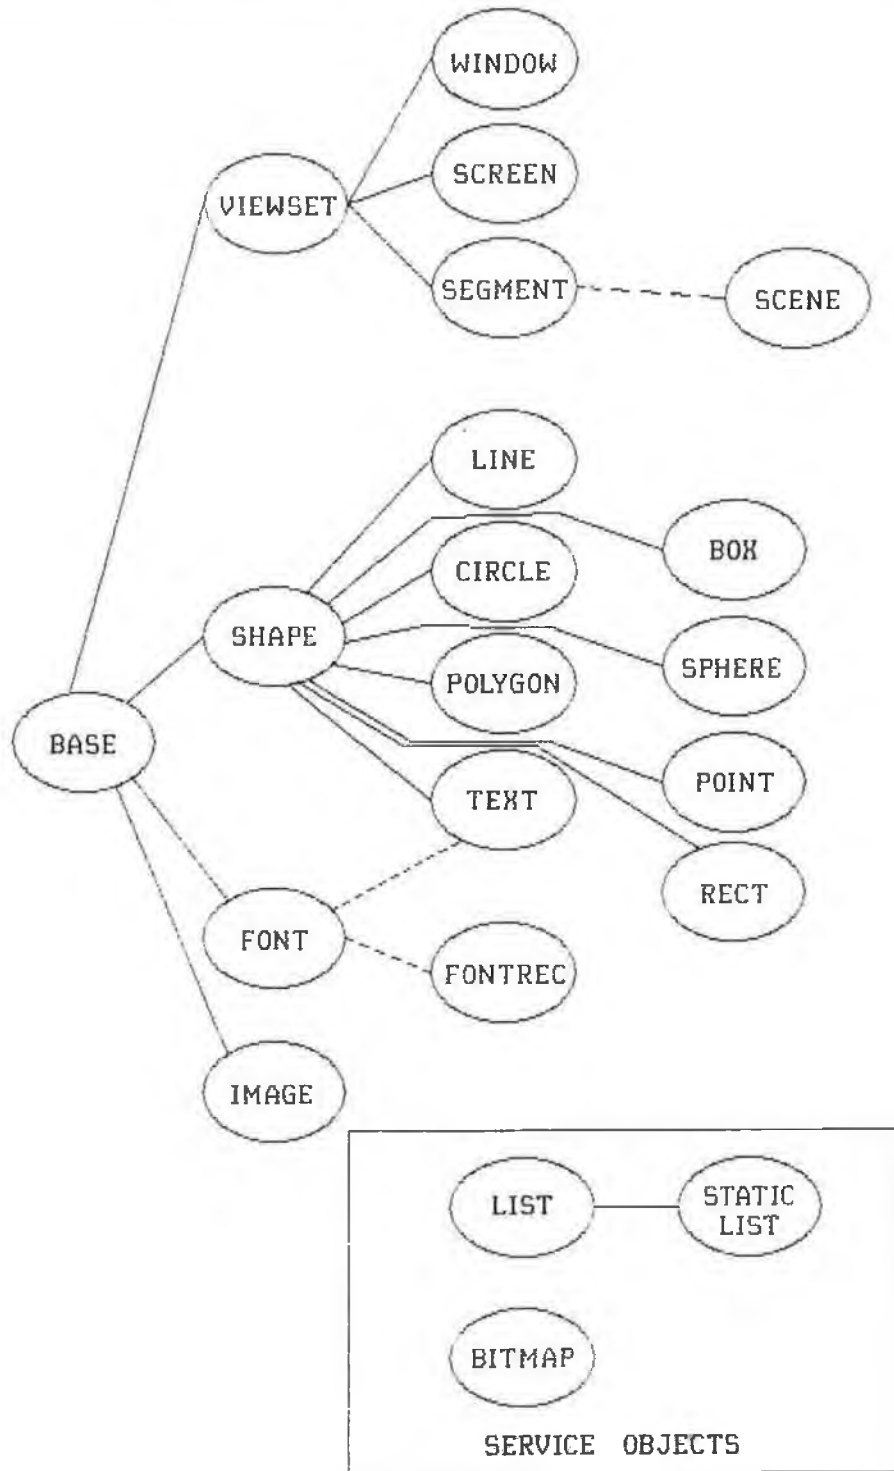 WINDOW
VIEWSET
SCREEN
SEGMENT
SCENE
LINE
BOX
CIRCLE
SHAPE
SPHERE
POLYGON
BASE
POINT
TEXT
RECT
FONT
FONTREC
IMAGE
LIST
STATIC
LIST
BITMAP
SERVICE OBJECTS